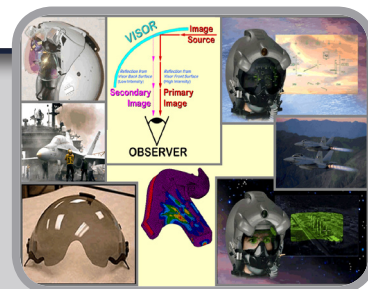 VISOR
Image
Source
Reflection from
Visor Back Surface
(Low Intensity)
Reflection from
Visor Front Surface
(High Intensity)
Secondary
Image
Primary
Image
OBSERVER